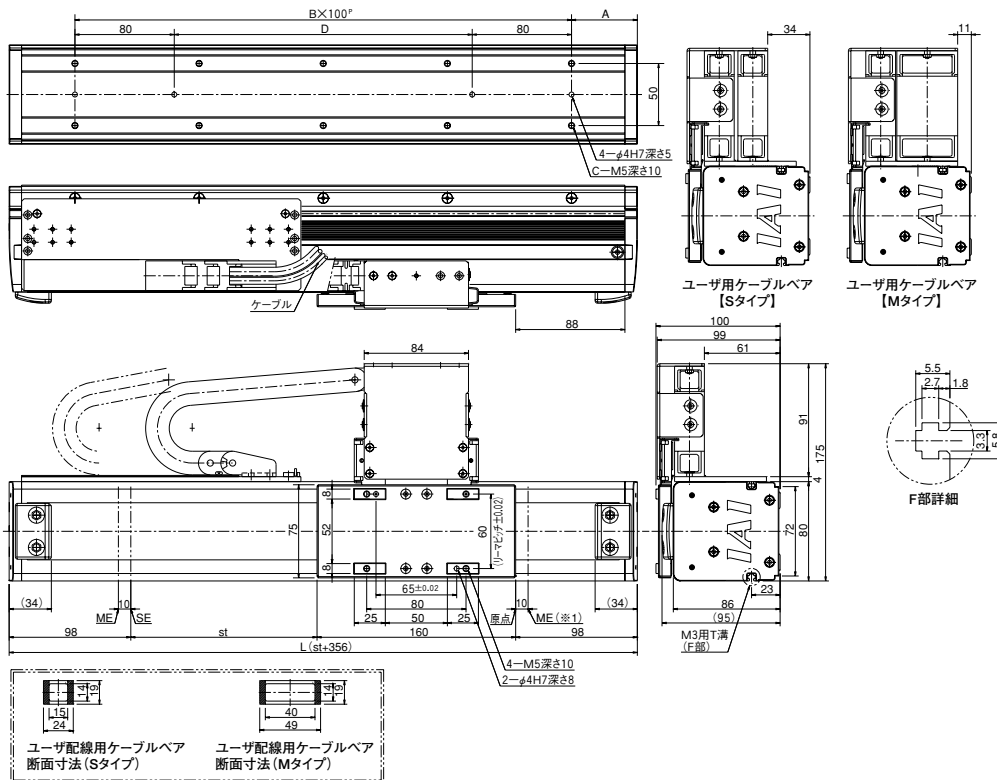 B×100P
A
80
D
80
50
4-φ4H7深さ5
C-M5深さ10
34
11
IAI
IAI
ユーザ用ケーブルベア
【Sタイプ】
ユーザ用ケーブルベア
【Mタイプ】
ケーブル
88
84
100
99
61
91
175
4
80
72
5.5
2.7
1.8
3.3
5.8
F部詳細
IAI
8
75
52
8
60
(リーマピッチ±0.02)
65±0.02
80
25
50
25
(34)
10
ME
SE
原点
10
ME(※1)
(34)
98
st
160
98
L(st+356)
23
86
(95)
M3用T溝
(F部)
4-M5深さ10
2-φ4H7深さ8
14
19
15
24
14
19
40
49
ユーザ配線用ケーブルベア
断面寸法(Sタイプ)
ユーザ配線用ケーブルベア
断面寸法(Mタイプ)